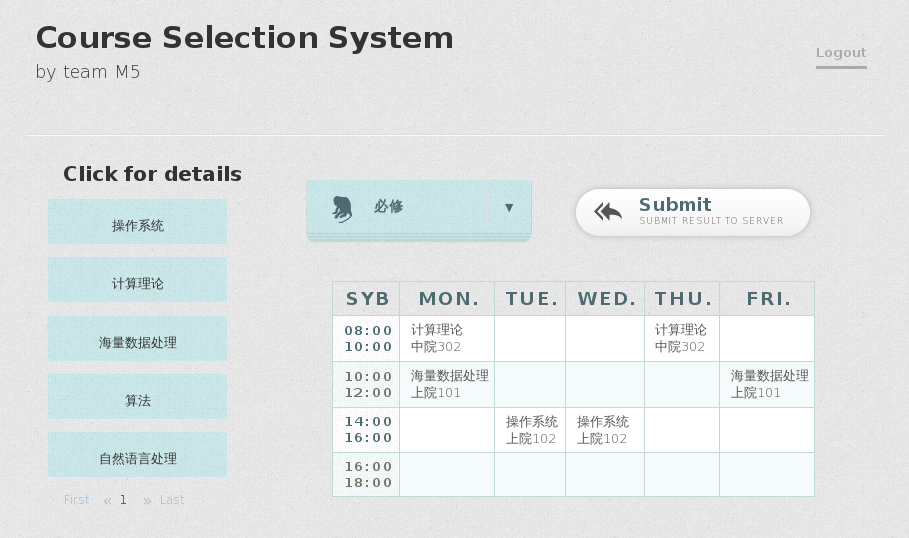 Course Selection System
by team M5
Logout
Click for details
操作系统
计算理论
海量数据处理
算法
自然语言处理
First « 1 » Last
必修 ▼
Submit
SUBMIT RESULT TO SERVER
SYB MON. TUE. WED. THU. FRI.
08:00 计算理论 计算理论
10:00 中院302 中院302
10:00 海量数据处理 海量数据处理
12:00 上院101 上院101
14:00 操作系统 操作系统
16:00 上院102 上院102
16:00
18:00